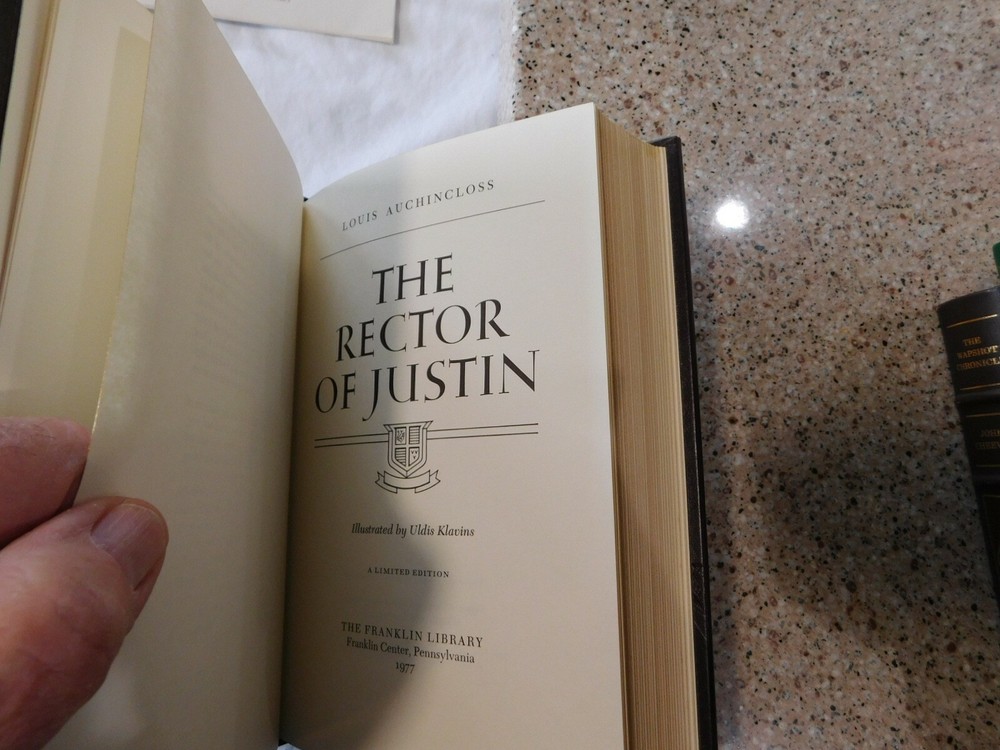 LOUIS AUCHINCLOSS
THE
RECTOR
OF JUSTIN
Illustrated by Uldis Klavins
A LIMITED EDITION
THE FRANKLIN LIBRARY
Franklin Center, Pennsylvania
1977
THE
WAPSHOT